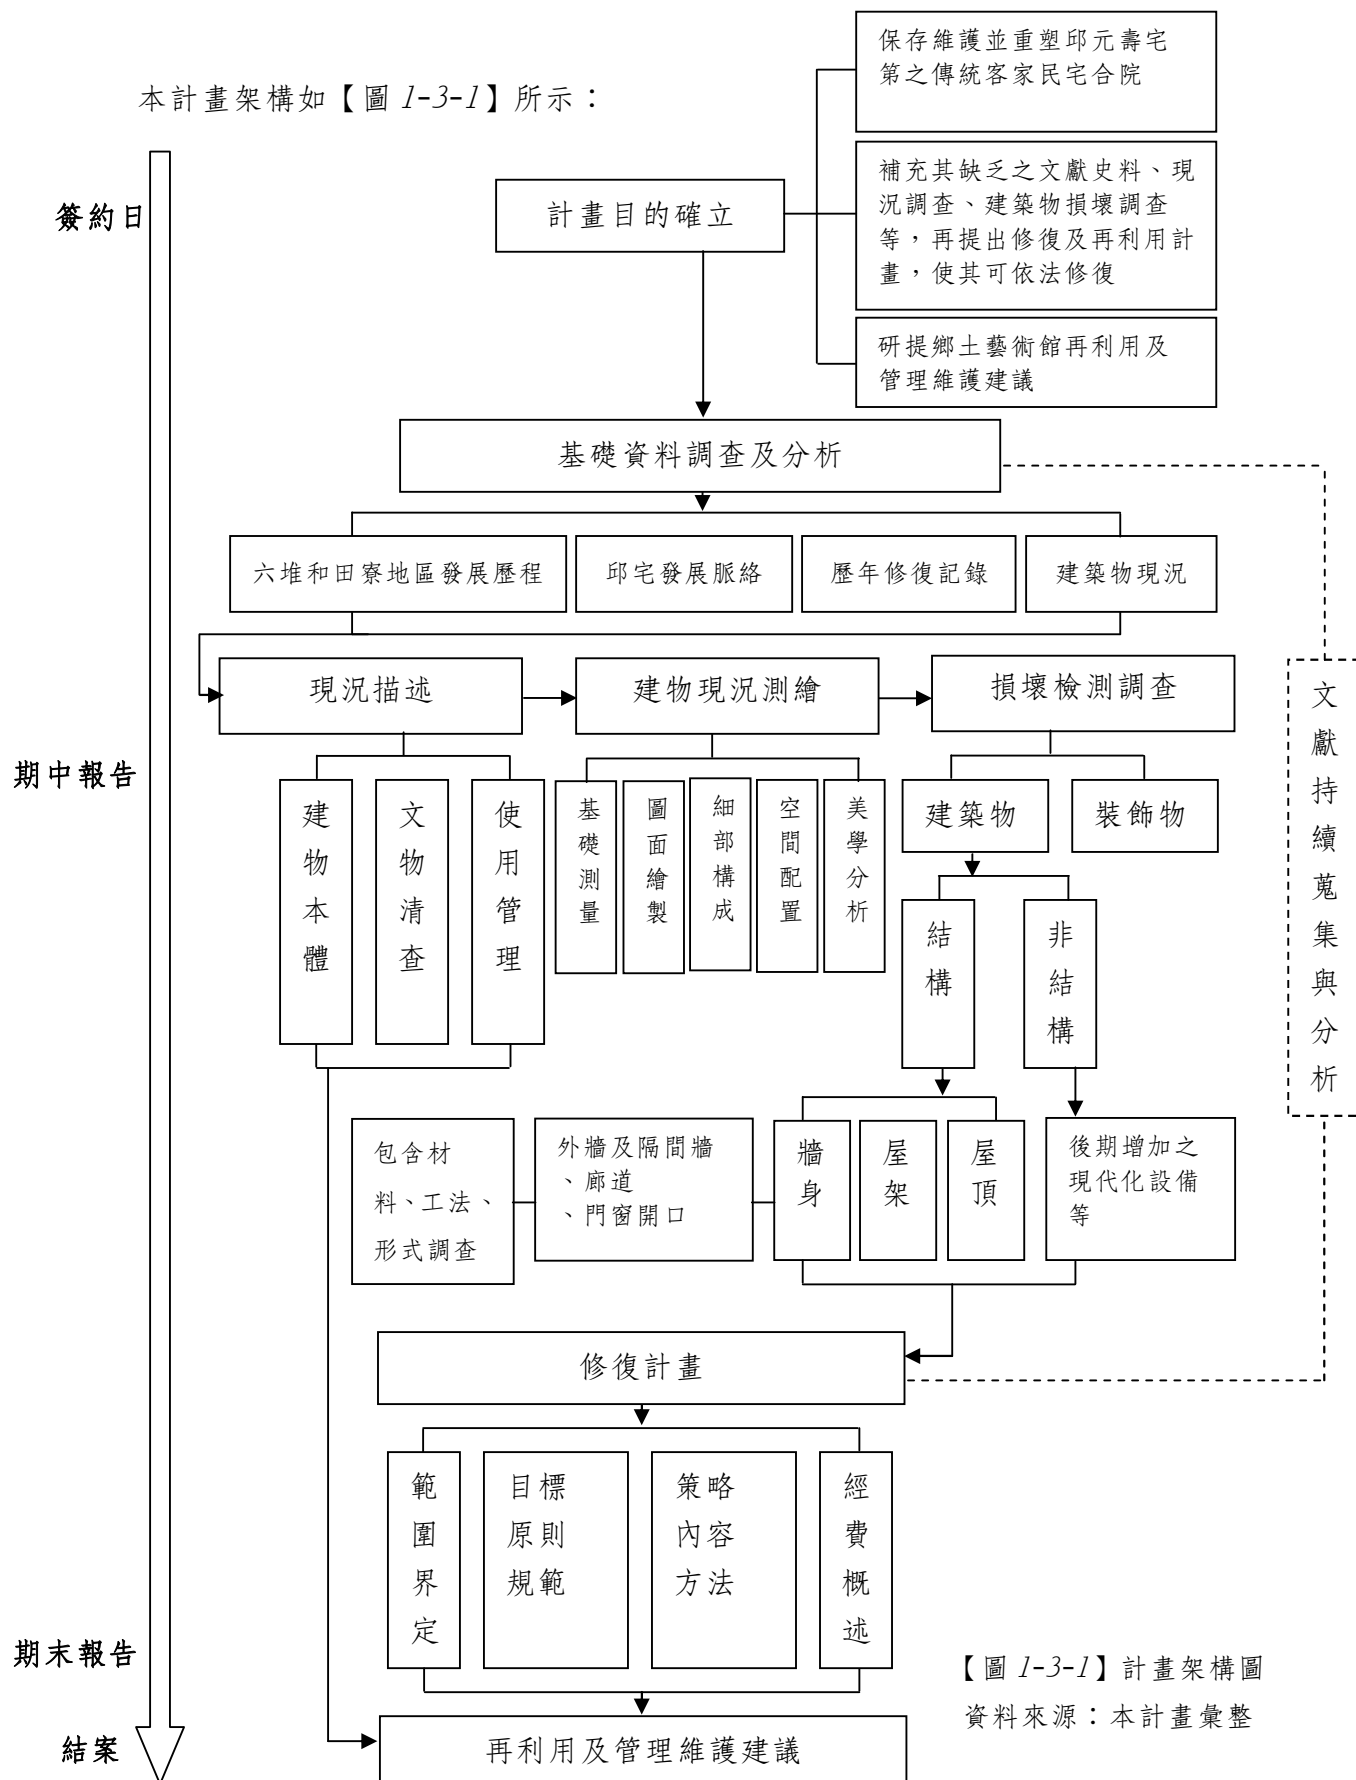 本計畫架構如【圖 1-3-1】所示：
保存維護並重塑邱元壽宅
第之傳統客家民宅合院
簽約日
計畫目的確立
補充其缺乏之文獻史料、現
況調查、建築物損壞調查
等，再提出修復及再利用計
畫，使其可依法修復
研提鄉土藝術館再利用及
管理維護建議
基礎資料調查及分析
六堆和田寮地區發展歷程
邱宅發展脈絡
歷年修復記錄
建築物現況
現況描述
建物現況測繪
損壞檢測調查
文獻持續蒐集與分析
期中報告
建物本體
文物清查
使用管理
基礎測量
圖面繪製
細部構成
空間配置
美學分析
建築物
裝飾物
結構
非結構
包含材
料、工法、
形式調查
外牆及隔間牆
、廊道
、門窗開口
牆身
屋架
屋頂
後期增加之
現代化設備
等
修復計畫
範圍界定
目標
原則
規範
策略
內容
方法
經費概述
期末報告
【圖 1-3-1】計畫架構圖
資料來源：本計畫彙整
結案
再利用及管理維護建議